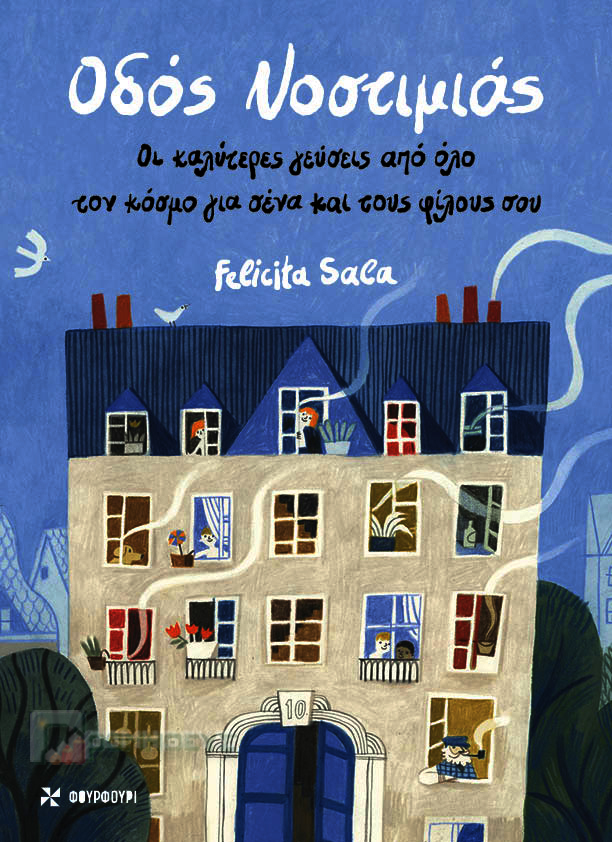 Οδός Νοστιμιάς
Οι καλύτερες γεύσεις από όλο
τον κόσμο για σένα και τους φίλους σου
Felicita Sala
10
ΦΟΥΡΦΟΥΡΙ